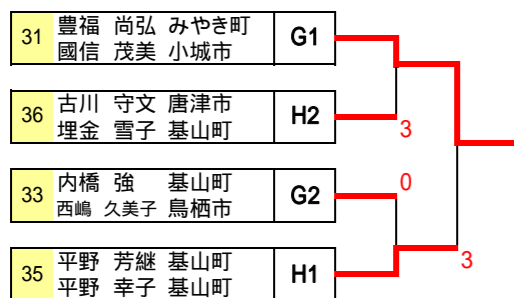 31 豊福 尚弘 みやき町 G1
國信 茂美 小城市
36 古川 守文 唐津市 H2
埋金 雪子 基山町
3
33 内橋 強 基山町 G2
西嶋 久美子 鳥栖市
0
35 平野 芳継 基山町 H1
平野 幸子 基山町
3